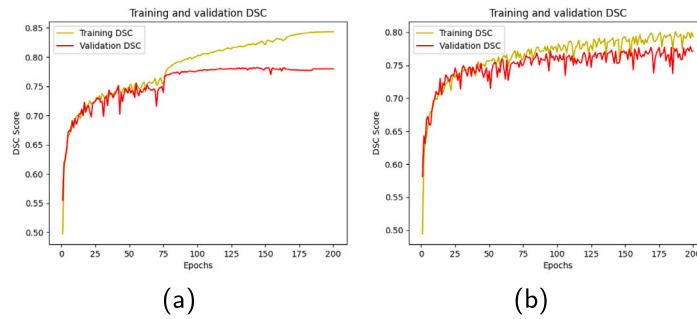 Training and validation DSC
Training DSC
Validation DSC
DSC Score
0.85
0.80
0.75
0.70
0.65
0.60
0.55
0.50
0 25 50 75 100 125 150 175 200
Epochs
(a)
Training and validation DSC
Training DSC
Validation DSC
DSC Score
0.80
0.75
0.70
0.65
0.60
0.55
0.50
0 25 50 75 100 125 150 175 200
Epochs
(b)